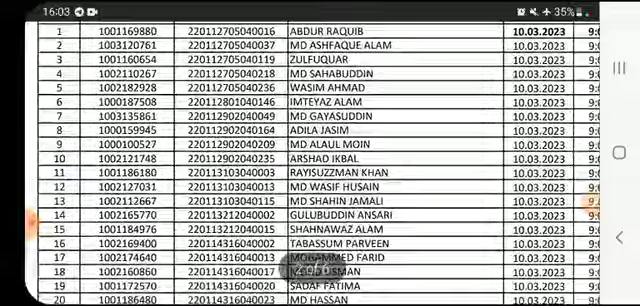 16:03 35%
1 1001169880 220112705040016 ABDUR RAQUIB 10.03.2023
2 1003120761 220112705040037 MD ASHFAQUE ALAM 10.03.2023
3 1001160654 220112705040119 ZULFUQUAR 10.03.2023
4 1002110267 220112705040218 MD SAHABUDDIN 10.03.2023
5 1002182928 220112705040236 WASIM AHMAD 10.03.2023
6 1000187508 220112801040146 IMTEYAZ ALAM 10.03.2023
7 1003135861 220112902040049 MD GAYASUDDIN 10.03.2023
8 1000159945 220112902040164 ADILA JASIM 10.03.2023
9 1000100527 220112902040209 MD ALAUL MOIN 10.03.2023
10 1002121748 220112902040235 ARSHAD IKBAL 10.03.2023
11 1001186180 220113103040003 RAYISUZZMAN KHAN 10.03.2023
12 1002127031 220113103040013 MD WASIF HUSAIN 10.03.2023
13 1002112667 220113103040115 MD SHAHIN JAMALI 10.03.2023
14 1002165770 220113212040002 GULUBUDDIN ANSARI 10.03.2023
15 1001184976 220113212040015 SHAHNAWAZ ALAM 10.03.2023
16 1002169400 220114316040002 TABASSUM PARVEEN 10.03.2023
17 1002174640 220114316040013 MOHAMMED FARID 10.03.2023
18 1002160860 220114316040017 10.03.2023
19 1001172570 220114316040020 SADAF FATIMA 10.03.2023
20 1001186480 220114316040023 MD HASSAN 10.03.2023